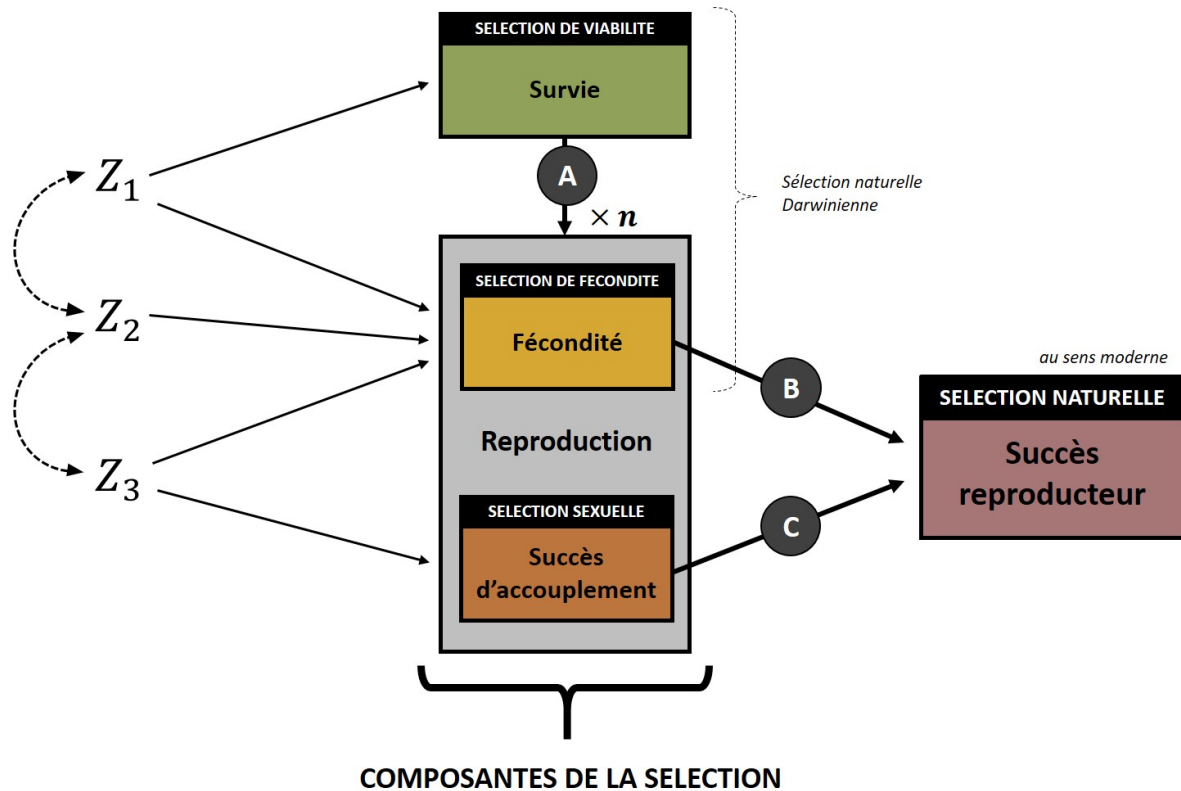 SELECTION DE VIABILITE
Survie
A
× n
Z1
Z2
Z3
Sélection naturelle
Darwinienne
SELECTION DE FECONDITE
Fécondité
Reproduction
SELECTION SEXUELLE
Succès
d'accouplement
B
C
au sens moderne
SELECTION NATURELLE
Succès
reproducteur
COMPOSANTES DE LA SELECTION